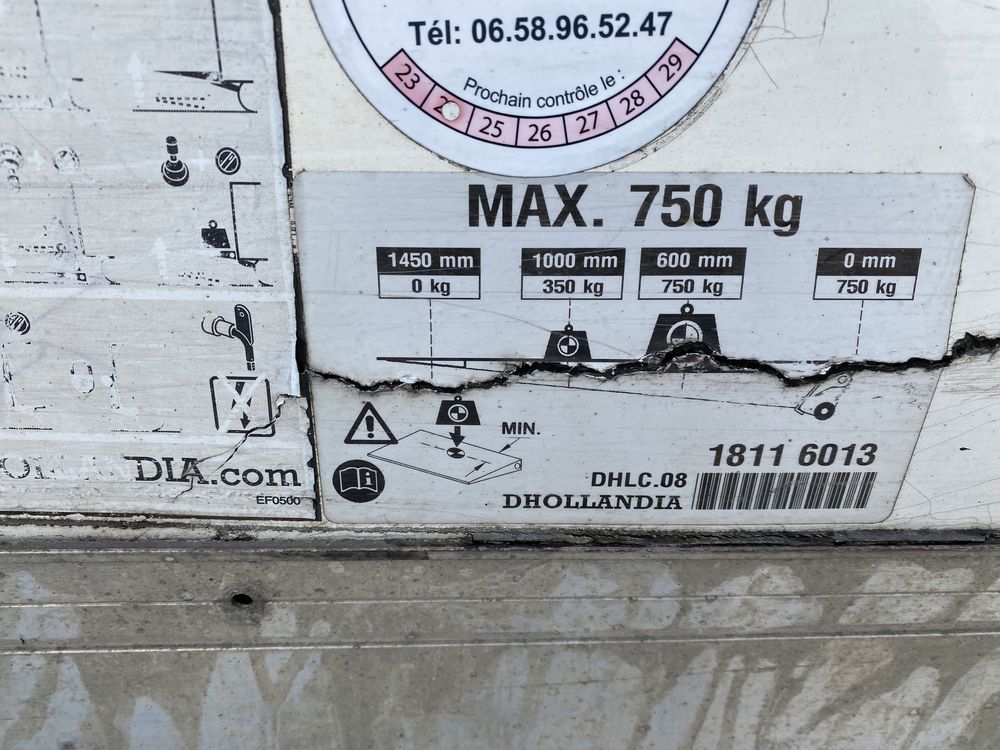 Tél: 06.58.96.52.47
Prochain contrôle le :
23 25 26 27 28 29
MAX. 750 kg
1450 mm 1000 mm 600 mm 0 mm
0 kg 350 kg 750 kg 750 kg
MIN.
1811 6013
DHLC.08
DHOLLANDIA
DIA.com
EF0500